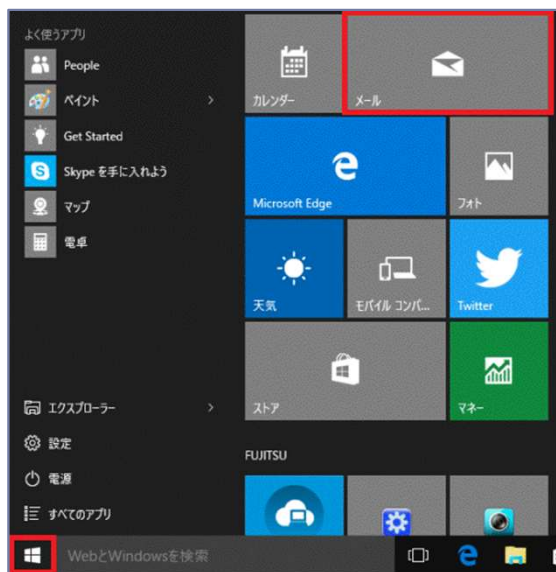 よく使うアプリ
People
ペイント
Get Started
Skype を手に入れよう
マップ
電卓
エクスプローラー
設定
電源
すべてのアプリ
WebとWindowsを検索
カレンダー
メール
Microsoft Edge
フォト
天気
モバイル コンパ...
Twitter
ストア
マネー
FUJITSU